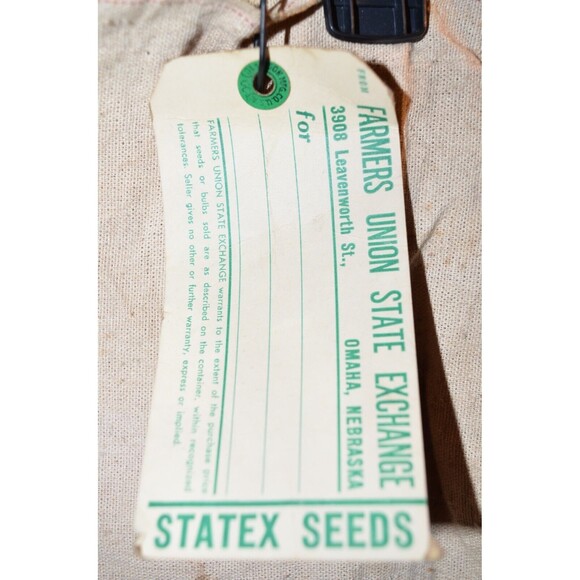 FROM
FARMERS UNION STATE EXCHANGE
3908 Leavenworth St., OMAHA, NEBRASKA
for
FARMERS UNION STATE EXCHANGE warrants to the extent of the purchase price
that seeds or bulbs sold are as described on the container, within recognized
tolerances. Seller gives no other or further warranty, express or implied.
STATEX SEEDS